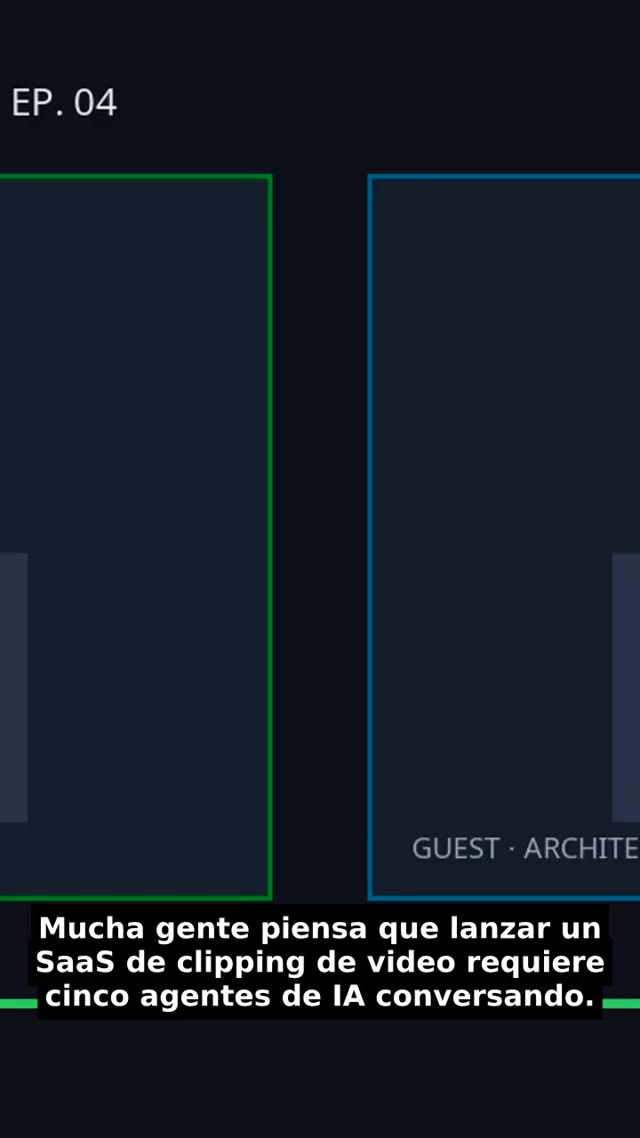 EP. 04
GUEST · ARCHITE
Mucha gente piensa que lanzar un
SaaS de clipping de video requiere
cinco agentes de IA conversando.